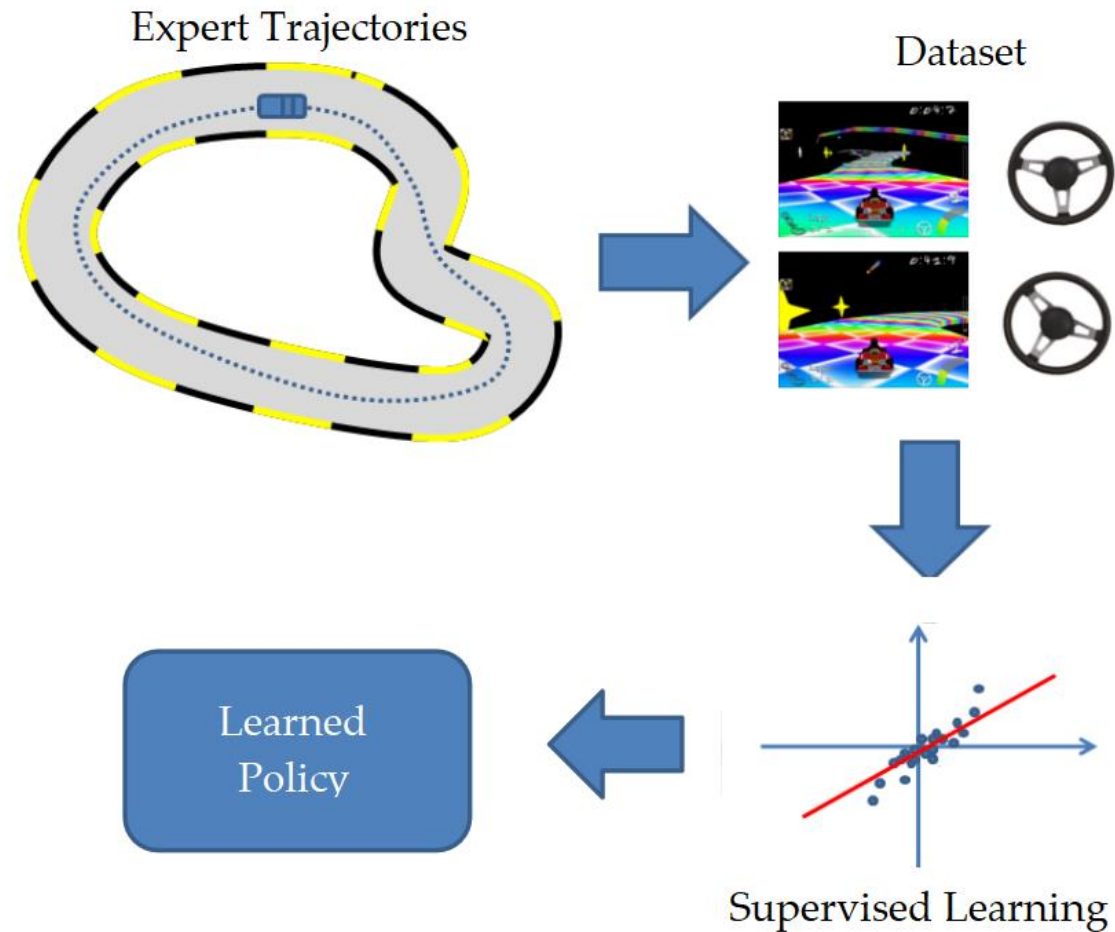 Expert Trajectories
Dataset
Learned
Policy
Supervised Learning